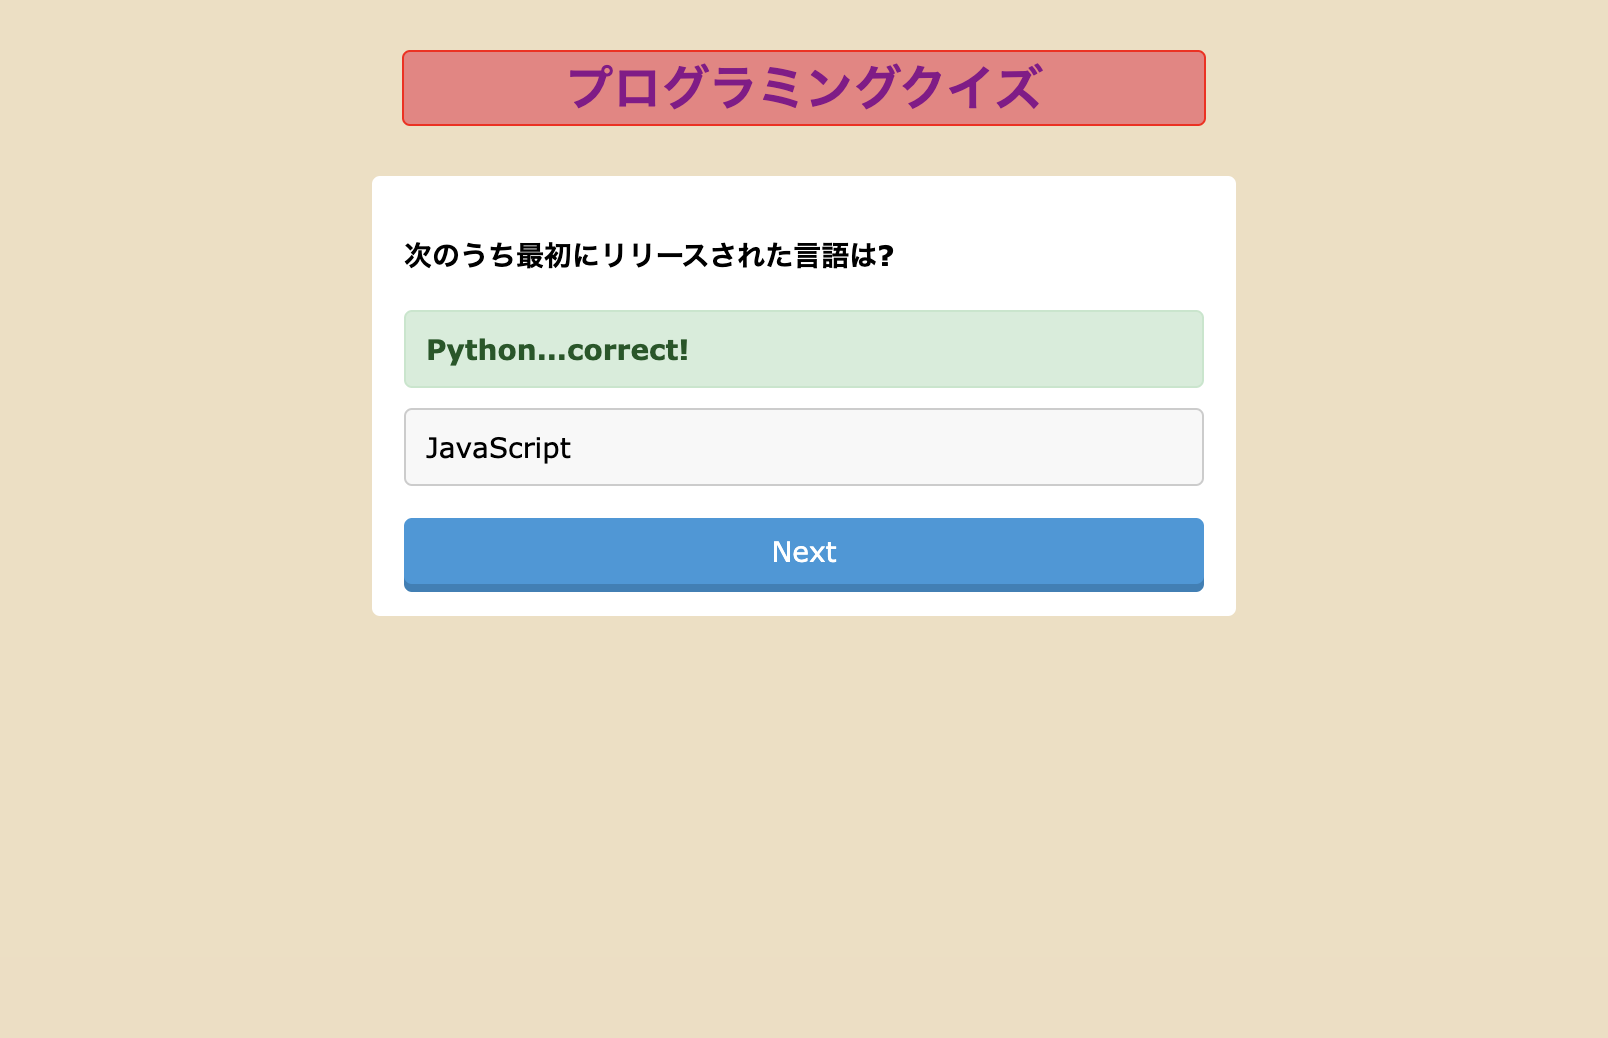 プログラミングクイズ
次のうち最初にリリースされた言語は?
Python...correct!
JavaScript
Next